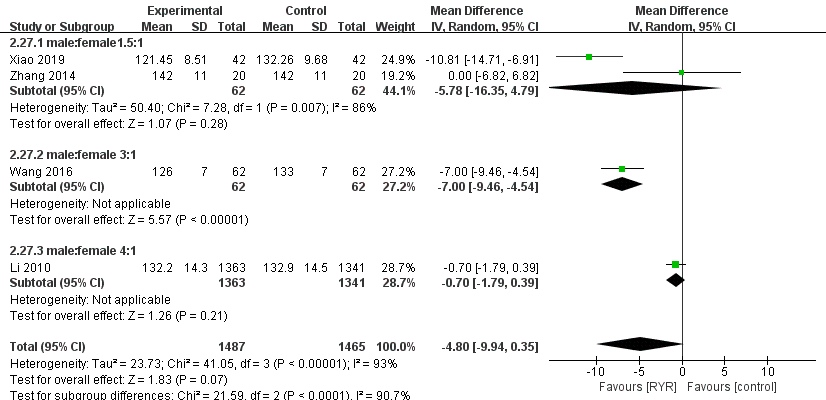 Experimental Control Mean Difference Mean Difference
Study or Subgroup Mean SD Total Mean SD Total Weight IV, Random, 95% CI IV, Random, 95% CI
2.27.1 male:female1.5:1
Xiao 2019 121.45 8.51 42 132.26 9.68 42 24.9% -10.81 [-14.71, -6.91]
Zhang 2014 142 11 20 142 11 20 19.2% 0.00 [-6.82, 6.82]
Subtotal (95% CI) 62 62 44.1% -5.78 [-16.35, 4.79]
Heterogeneity: Tau² = 50.40; Chi² = 7.28, df = 1 (P = 0.007); I² = 86%
Test for overall effect: Z = 1.07 (P = 0.28)
2.27.2 male:female 3:1
Wang 2016 126 7 62 133 7 62 27.2% -7.00 [-9.46, -4.54]
Subtotal (95% CI) 62 62 27.2% -7.00 [-9.46, -4.54]
Heterogeneity: Not applicable
Test for overall effect: Z = 5.57 (P < 0.00001)
2.27.3 male:female 4:1
Li 2010 132.2 14.3 1363 132.9 14.5 1341 28.7% -0.70 [-1.79, 0.39]
Subtotal (95% CI) 1363 1341 28.7% -0.70 [-1.79, 0.39]
Heterogeneity: Not applicable
Test for overall effect: Z = 1.26 (P = 0.21)
Total (95% CI) 1487 1465 100.0% -4.80 [-9.94, 0.35]
Heterogeneity: Tau² = 23.73; Chi² = 41.05, df = 3 (P < 0.00001); I² = 93%
Test for overall effect: Z = 1.83 (P = 0.07)
Test for subgroup differences: Chi² = 21.59, df = 2 (P < 0.0001), I² = 90.7%
-10 -5 0 5 10
Favours [RYR] Favours [control]